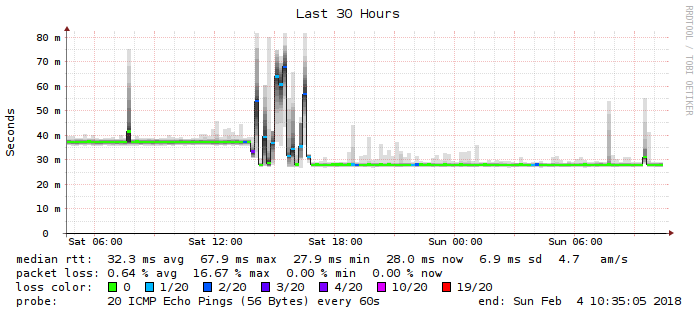 Last 30 Hours
RRDTOOL / TOBI OETIKER
Seconds
80 m
70 m
60 m
50 m
40 m
30 m
20 m
10 m
0
Sat 06:00 Sat 12:00 Sat 18:00 Sun 00:00 Sun 06:00
median rtt: 32.3 ms avg 67.9 ms max 27.9 ms min 28.0 ms now 6.9 ms sd 4.7 am/s
packet loss: 0.64 % avg 16.67 % max 0.00 % min 0.00 % now
loss color: 0 1/20 2/20 3/20 4/20 10/20 19/20
probe: 20 ICMP Echo Pings (56 Bytes) every 60s end: Sun Feb 4 10:35:05 2018